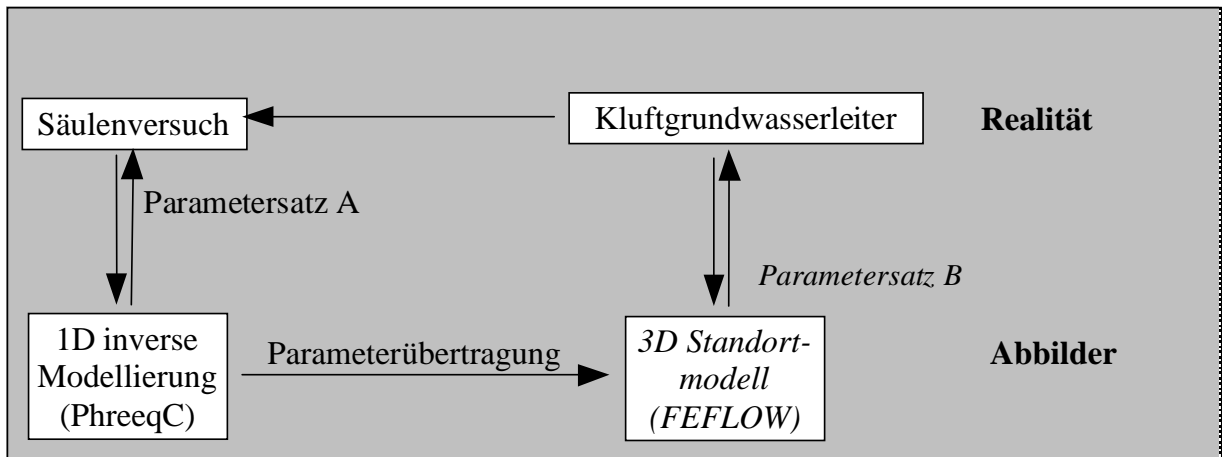 Säulenversuch
Kluftgrundwasserleiter
Realität
Parametersatz A
Parametersatz B
1D inverse
Modellierung
(PhreeqC)
Parameterübertragung
3D Standort-
modell
(FEFLOW)
Abbilder